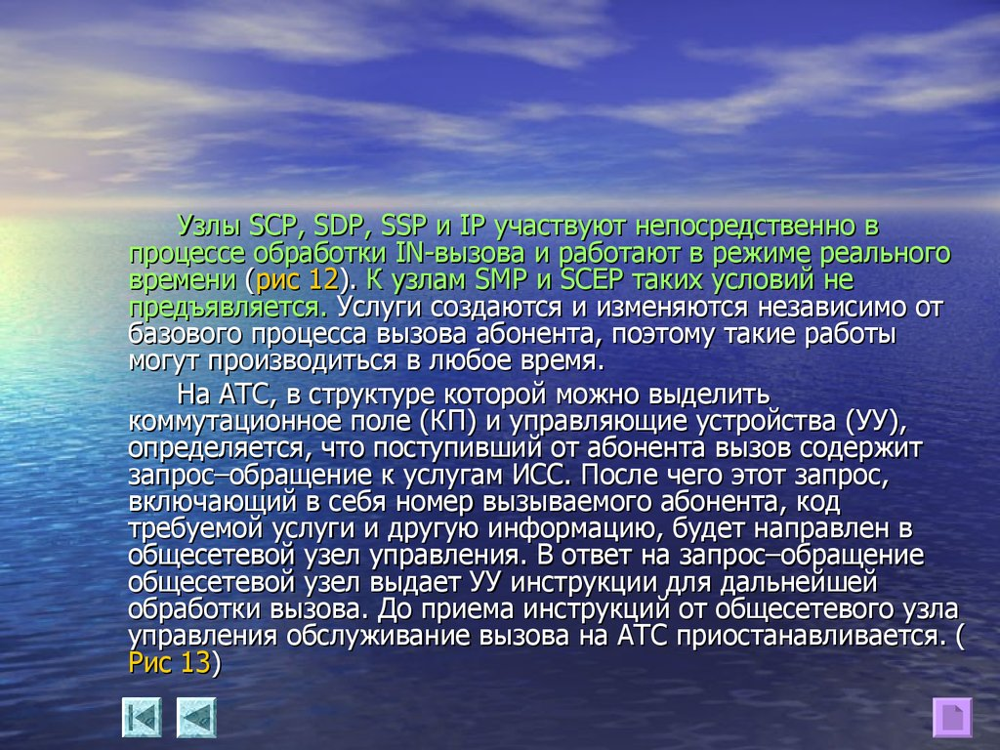 Узлы SCP, SDP, SSP и IP участвуют непосредственно в
процессе обработки IN-вызова и работают в режиме реального
времени (рис 12). К узлам SMP и SCEP таких условий не
предъявляется. Услуги создаются и изменяются независимо от
базового процесса вызова абонента, поэтому такие работы
могут производиться в любое время.
На АТС, в структуре которой можно выделить
коммутационное поле (КП) и управляющие устройства (УУ),
определяется, что поступивший от абонента вызов содержит
запрос–обращение к услугам ИСС. После чего этот запрос,
включающий в себя номер вызываемого абонента, код
требуемой услуги и другую информацию, будет направлен в
общесетевой узел управления. В ответ на запрос–обращение
общесетевой узел выдает УУ инструкции для дальнейшей
обработки вызова. До приема инструкций от общесетевого узла
управления обслуживание вызова на АТС приостанавливается. (
Рис 13)